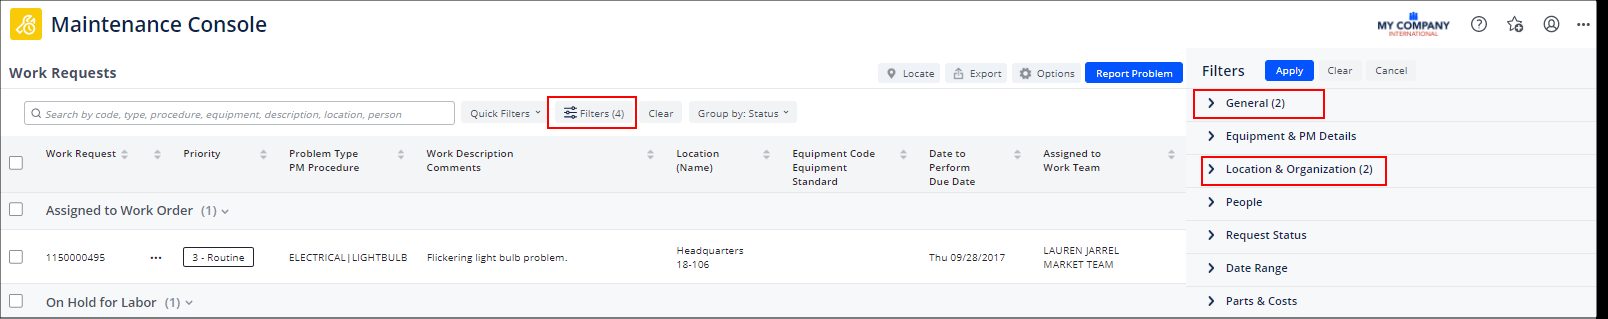 Maintenance Console
MY COMPANY
INTERNATIONAL
Work Requests
Locate
Export
Options
Report Problem
Search by code, type, procedure, equipment, description, location, person
Quick Filters
Filters (4)
Clear
Group by: Status
Work Request
Priority
Problem Type
PM Procedure
Work Description
Comments
Location
(Name)
Equipment Code
Equipment
Standard
Date to
Perform
Due Date
Assigned to
Work Team
Assigned to Work Order (1)
1150000495
3 - Routine
ELECTRICAL|LIGHTBULB
Flickering light bulb problem.
Headquarters
18-106
Thu 09/28/2017
LAUREN JARREL
MARKET TEAM
On Hold for Labor (1)
Filters
Apply
Clear
Cancel
General (2)
Equipment & PM Details
Location & Organization (2)
People
Request Status
Date Range
Parts & Costs